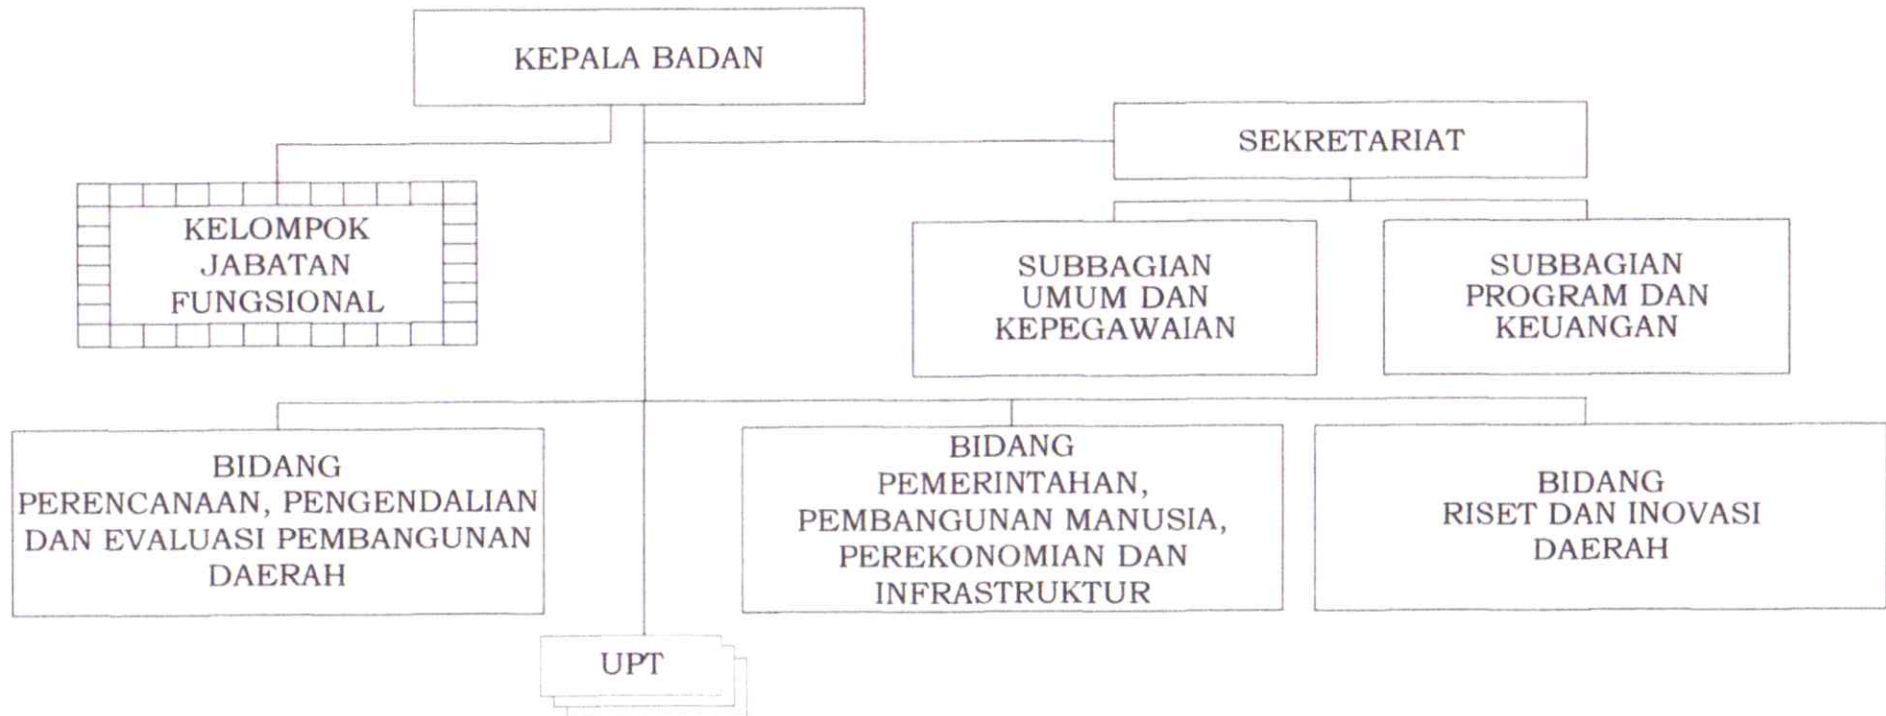 KEPALA BADAN
SEKRETARIAT
KELOMPOK
JABATAN
FUNGSIONAL
SUBBAGIAN
UMUM DAN
KEPEGAWAIAN
SUBBAGIAN
PROGRAM DAN
KEUANGAN
BIDANG
PERENCANAAN, PENGENDALIAN
DAN EVALUASI PEMBANGUNAN
DAERAH
BIDANG
PEMERINTAHAN,
PEMBANGUNAN MANUSIA,
PEREKONOMIAN DAN
INFRASTRUKTUR
BIDANG
RISET DAN INOVASI
DAERAH
UPT